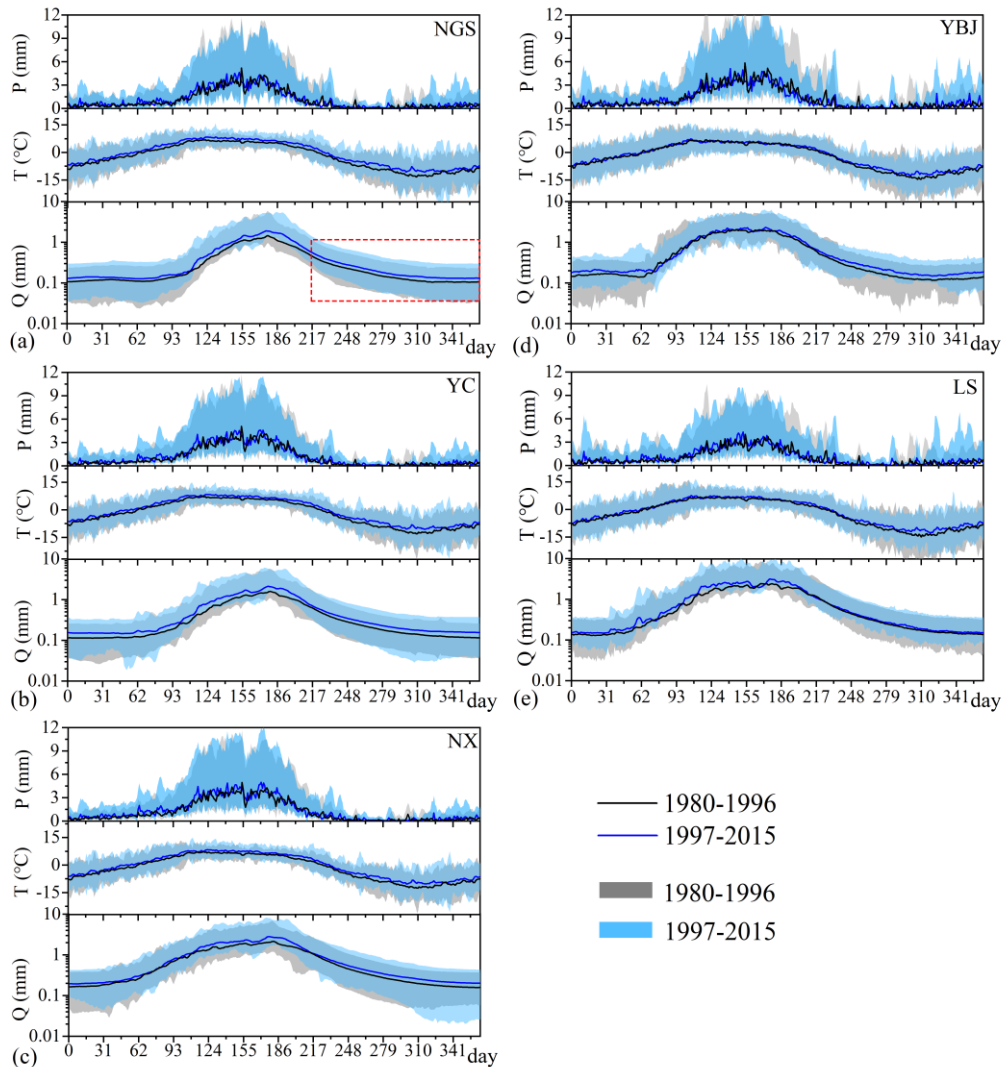 NGS
P (mm)
12
9
6
3
0
T (℃)
15
0
-15
Q (mm)
10
1
0.1
0.01
0 31 62 93 124 155 186 217 248 279 310 341 day
(a)
YBJ
P (mm)
12
9
6
3
0
T (℃)
15
0
-15
Q (mm)
10
1
0.1
0.01
0 31 62 93 124 155 186 217 248 279 310 341 day
(d)
YC
P (mm)
12
9
6
3
0
T (℃)
15
0
-15
Q (mm)
10
1
0.1
0.01
0 31 62 93 124 155 186 217 248 279 310 341 day
(b)
LS
P (mm)
12
9
6
3
0
T (℃)
15
0
-15
Q (mm)
10
1
0.1
0.01
0 31 62 93 124 155 186 217 248 279 310 341 day
(e)
NX
P (mm)
12
9
6
3
0
T (℃)
15
0
-15
Q (mm)
10
1
0.1
0.01
0 31 62 93 124 155 186 217 248 279 310 341 day
(c)
1980-1996
1997-2015
1980-1996
1997-2015